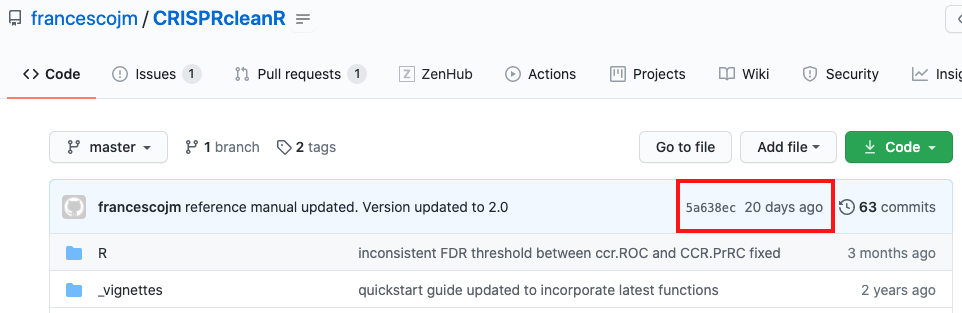 francescojm / CRISPRcleanR
Code Issues 1 Pull requests 1 ZenHub Actions Projects Wiki Security Insig
master 1 branch 2 tags Go to file Add file Code
francescojm reference manual updated. Version updated to 2.0 5a638ec 20 days ago 63 commits
R inconsistent FDR threshold between ccr.ROC and CCR.PrRC fixed 3 months ago
_vignettes quickstart guide updated to incorporate latest functions 2 years ago